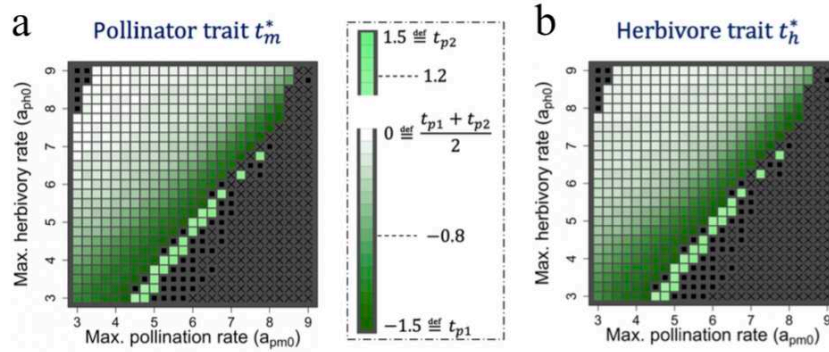 a
Pollinator trait t*m
Max. herbivory rate (aph0)
9
8
7
6
5
4
3
3 4 5 6 7 8 9
Max. pollination rate (apm0)
1.5 ≝ tp2
1.2
0 ≝ (tp1 + tp2)/2
−0.8
−1.5 ≝ tp1
b
Herbivore trait t*h
Max. herbivory rate (aph0)
9
8
7
6
5
4
3
3 4 5 6 7 8 9
Max. pollination rate (apm0)